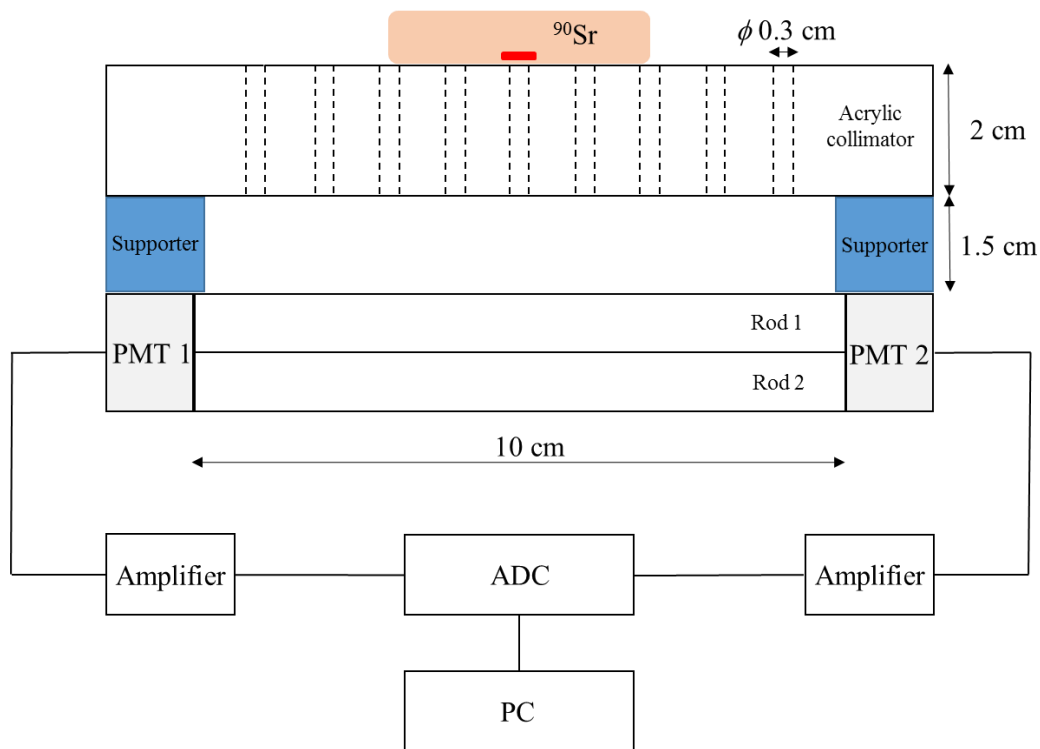 ⁹⁰Sr
ϕ 0.3 cm
Acrylic
collimator
2 cm
Supporter
Supporter
1.5 cm
Rod 1
PMT 1
PMT 2
Rod 2
10 cm
Amplifier
ADC
Amplifier
PC